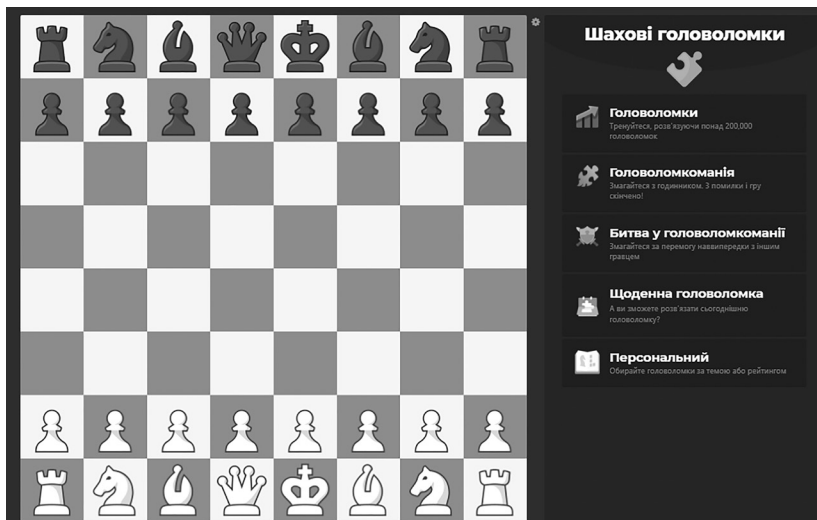 Шахові головоломки
Головоломки
Тренуйтеся, розв'язуючи понад 200,000
головоломок
Головоломкоманія
Змагайтеся з годинником. 3 помилки і гру
скінчено!
Битва у головоломкоманії
Змагайтеся за перемогу наввипередки з іншим
гравцем
Щоденна головоломка
А ви зможете розв'язати сьогоднішню
головоломку?
Персональний
Обирайте головоломки за темою або рейтингом